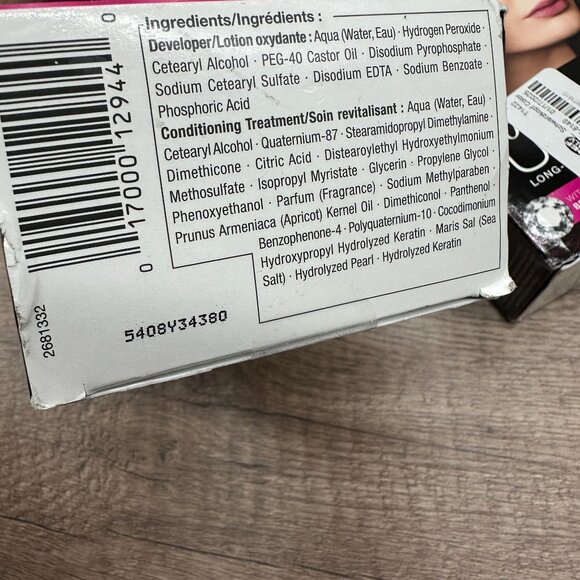 Ingredients/Ingrédients :
Developer/Lotion oxydante : Aqua (Water, Eau) · Hydrogen Peroxide ·
Cetearyl Alcohol · PEG-40 Castor Oil · Disodium Pyrophosphate ·
Sodium Cetearyl Sulfate · Disodium EDTA · Sodium Benzoate ·
Phosphoric Acid
Conditioning Treatment/Soin revitalisant : Aqua (Water, Eau) ·
Cetearyl Alcohol · Quaternium-87 · Stearamidopropyl Dimethylamine ·
Dimethicone · Citric Acid · Distearoylethyl Hydroxyethylmonium
Methosulfate · Isopropyl Myristate · Glycerin · Propylene Glycol ·
Phenoxyethanol · Parfum (Fragrance) · Sodium Methylparaben ·
Prunus Armeniaca (Apricot) Kernel Oil · Dimethiconol · Panthenol ·
Benzophenone-4 · Polyquaternium-10 · Cocodimonium
Hydroxypropyl Hydrolyzed Keratin · Maris Sal (Sea
Salt) · Hydrolyzed Pearl · Hydrolyzed Keratin
0 17000 12944 0
2681332
5408Y34380
LONG-